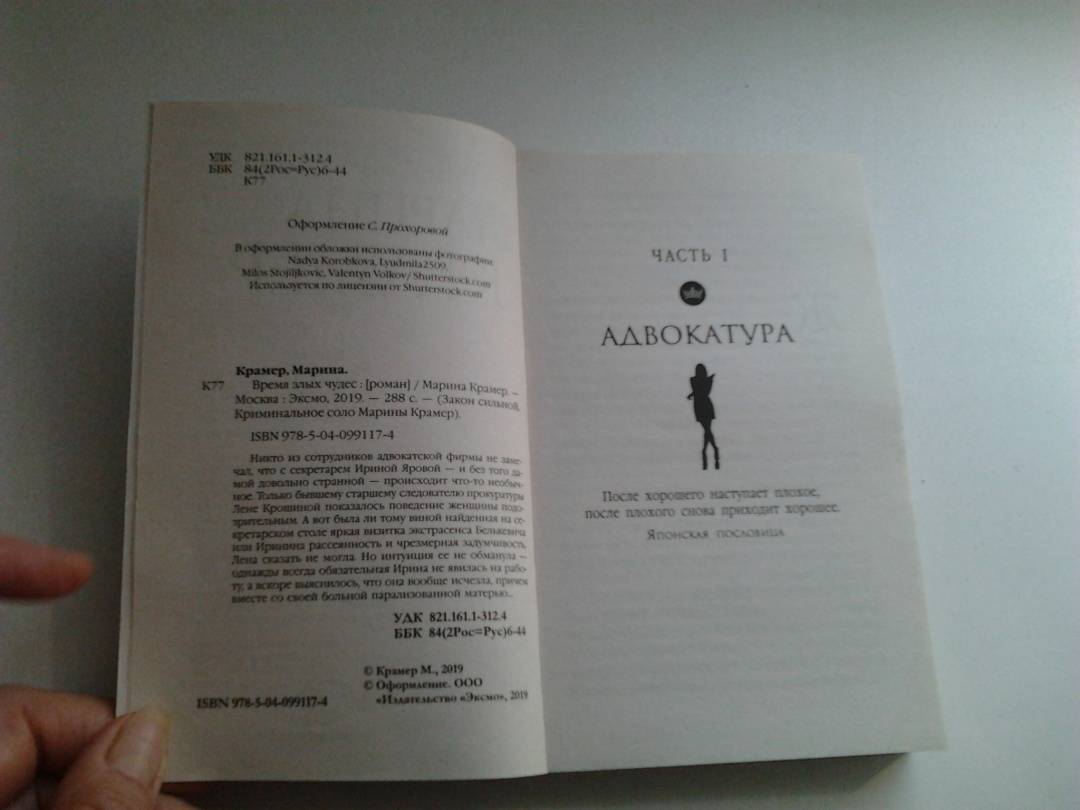 УДК 821.161.1-312.4
ББК 84(2Рос=Рус)6-44
К77
Оформление С. Прохоровой
В оформлении обложки использованы фотографии:
Nadya Korobkova, Lyudmila2509,
Milos Stojiljkovic, Valentyn Volkov / Shutterstock.com
Используется по лицензии от Shutterstock.com
Крамер, Марина.
К77 Время злых чудес : [роман] / Марина Крамер. –
Москва : Эксмо, 2019. — 288 с. — (Закон сильной.
Криминальное соло Марины Крамер).
ISBN 978-5-04-099117-4
Никто из сотрудников адвокатской фирмы не заме-
чал, что с секретарем Ириной Яровой — и без того да-
мой довольно странной — происходит что-то необыч-
ное. Только бывшему старшему следователю прокуратуры
Лене Крошиной показалось поведение женщины подо-
зрительным. А вот была ли тому виной найденная на се-
кретарском столе яркая визитка экстрасенса Белькевича
или Иринина рассеянность и чрезмерная задумчивость,
Лена сказать не могла. Но интуиция ее не обманула —
однажды всегда обязательная Ирина не явилась на рабо-
ту, а вскоре выяснилось, что она вообще исчезла, причем
вместе со своей больной парализованной матерью...
УДК 821.161.1-312.4
ББК 84(2Рос=Рус)6-44
© Крамер М., 2019
© Оформление. ООО
ISBN 978-5-04-099117-4 «Издательство «Эксмо», 2019
ЧАСТЬ I
АДВОКАТУРА
После хорошего наступает плохое,
после плохого снова приходит хорошее.
Японская пословица